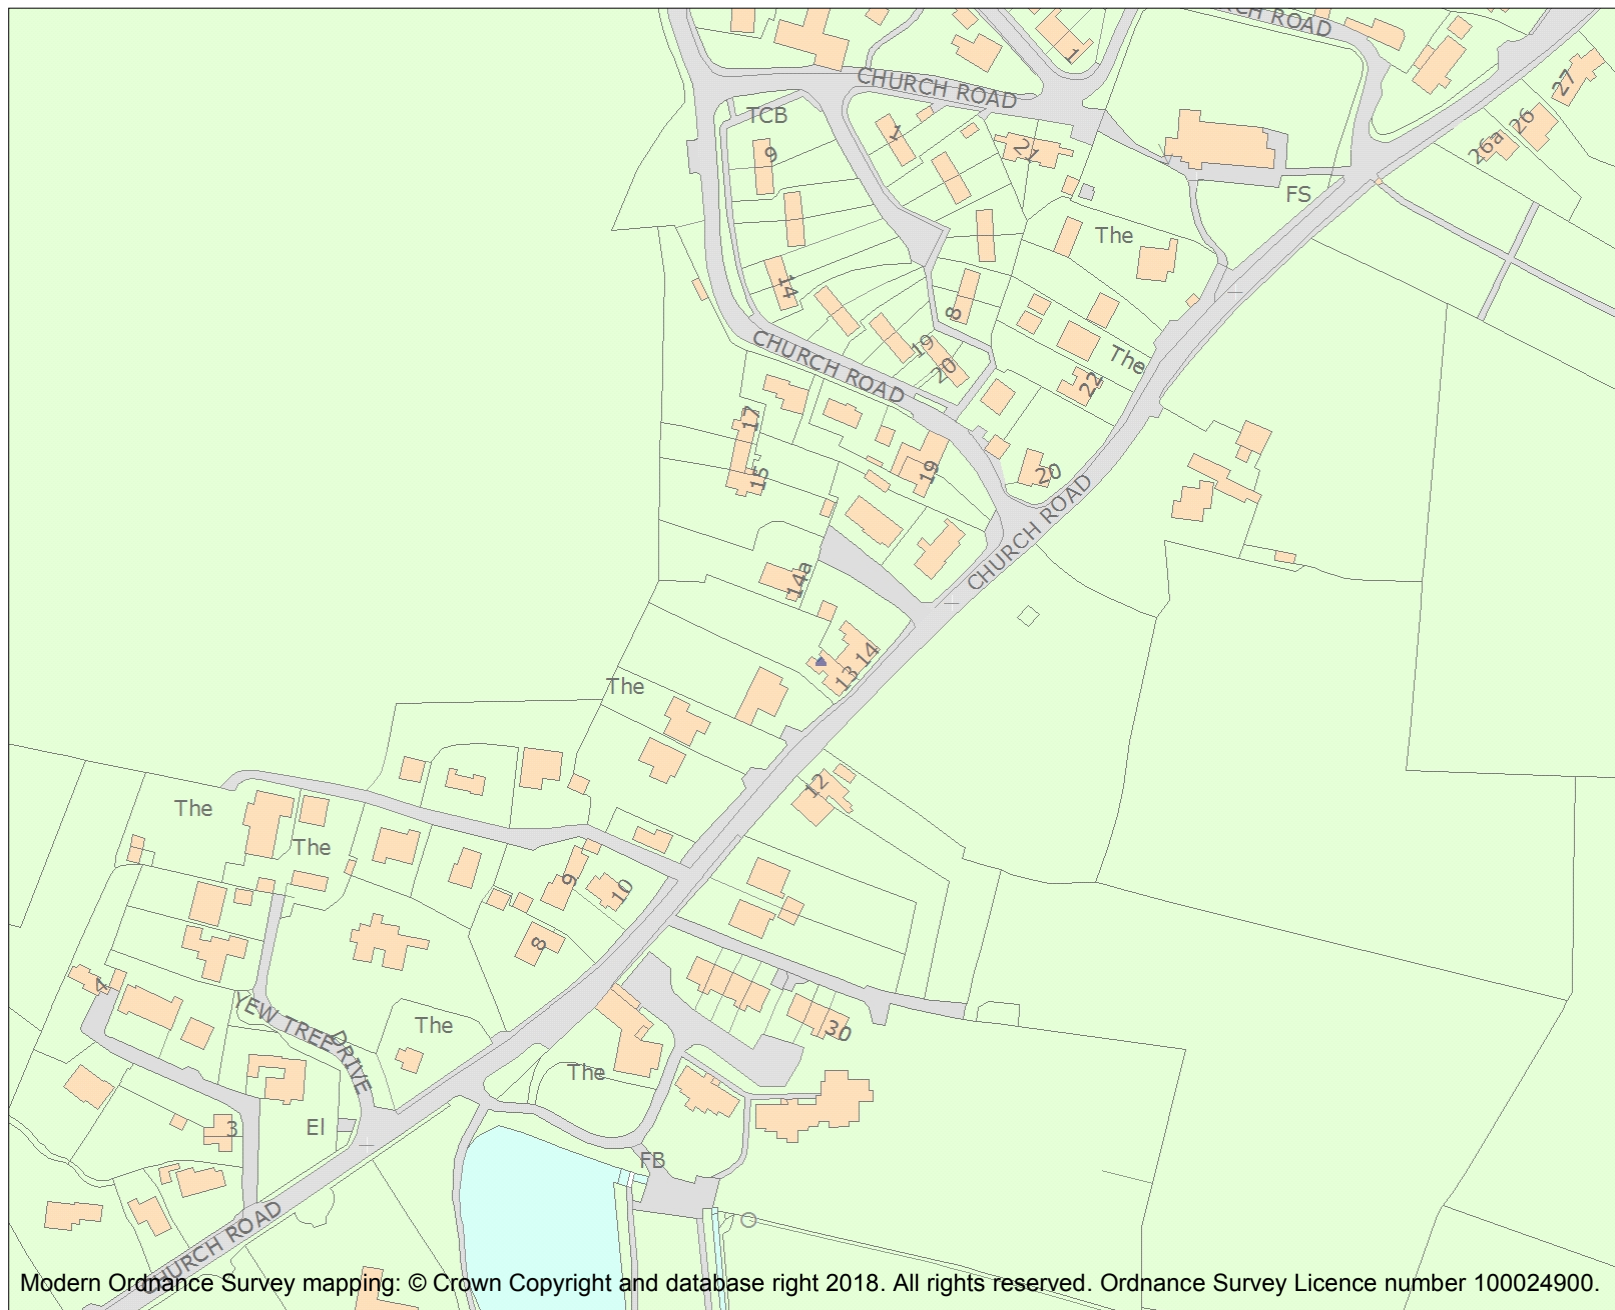 CH ROAD
1
27
CHURCH ROAD
TCB
26
1
21
26a
9
FS
The
14
8
19
The
CHURCH ROAD
20
22
17
19
20
15
CHURCH ROAD
14a
14
13
The
12
The
The
9
10
8
4
YEW TREE DRIVE
The
30
The
3
El
FB
CHURCH ROAD
Modern Ordnance Survey mapping: © Crown Copyright and database right 2018. All rights reserved. Ordnance Survey Licence number 100024900.